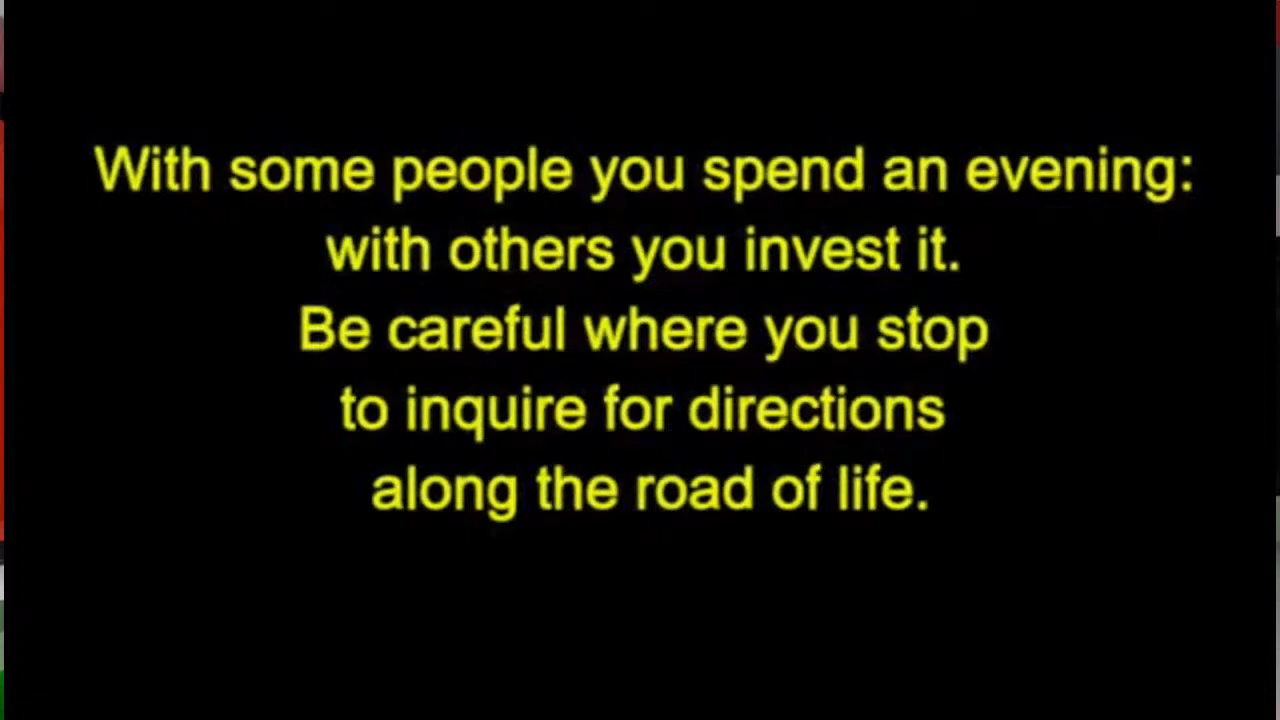 With some people you spend an evening:
with others you invest it.
Be careful where you stop
to inquire for directions
along the road of life.